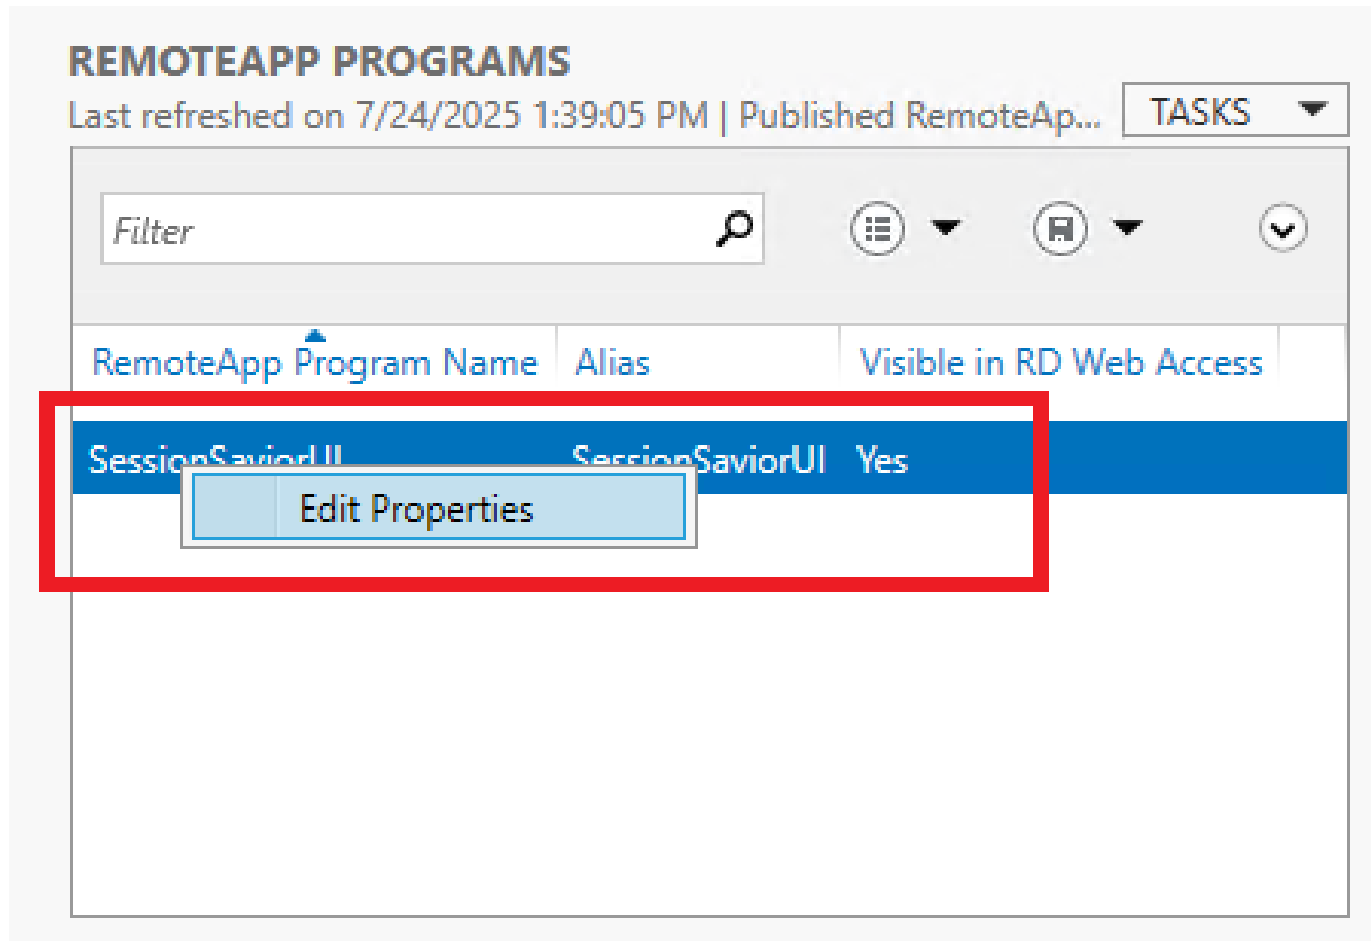 REMOTEAPP PROGRAMS
Last refreshed on 7/24/2025 1:39:05 PM | Published RemoteAp... TASKS
Filter
RemoteApp Program Name Alias Visible in RD Web Access
SessionSaviorUI SessionSaviorUI Yes
Edit Properties